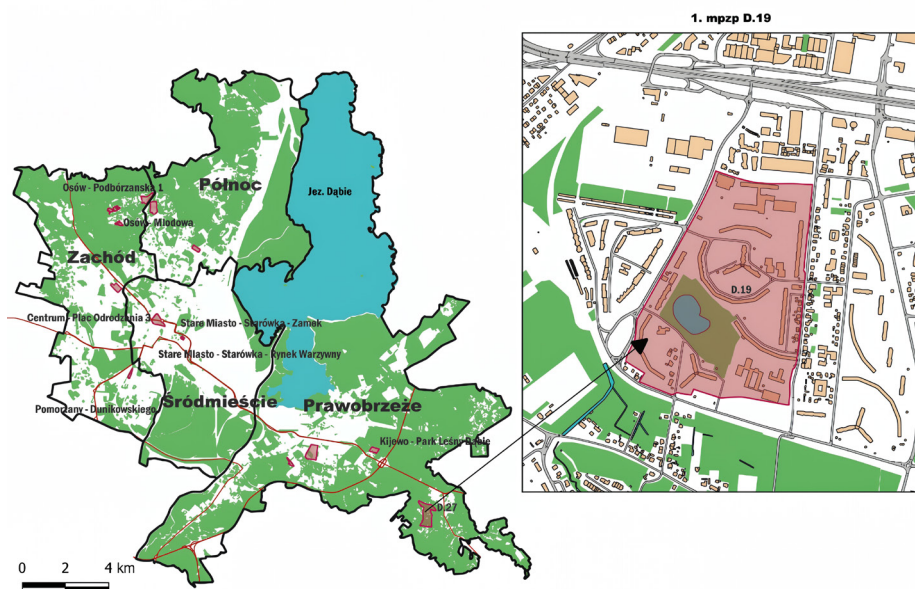 1. mpzp D.19
Północ
Jez. Dąbie
Osów - Podbórzanska 1
Osów - Miodowa
Zachód
Centrum - Plac Odrodzenia 3
Stare Miasto - Starówka - Zamek
Stare Miasto - Starówka - Rynek Warzywny
Pomorzany - Dunikowskiego
Śródmieście
Prawobrzeże
Kijewo - Park Leśny Dąbie
D.27
D.19
0 2 4 km